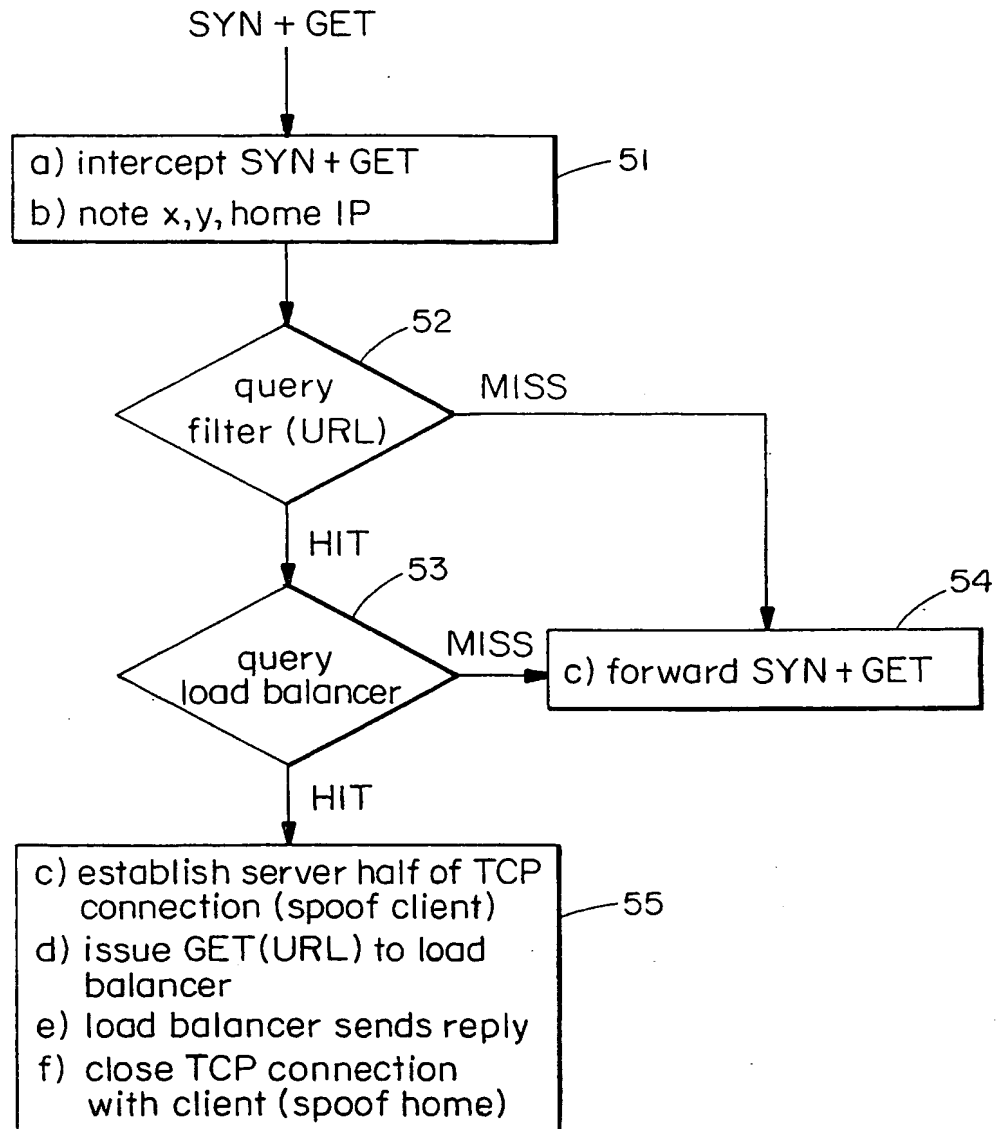 SYN + GET
a) intercept SYN + GET
51
b) note x,y, home IP
52
query
filter (URL)
MISS
HIT
53
54
query
load balancer
MISS
c) forward SYN + GET
HIT
c) establish server half of TCP
connection (spoof client)
55
d) issue GET(URL) to load
balancer
e) load balancer sends reply
f) close TCP connection
with client (spoof home)